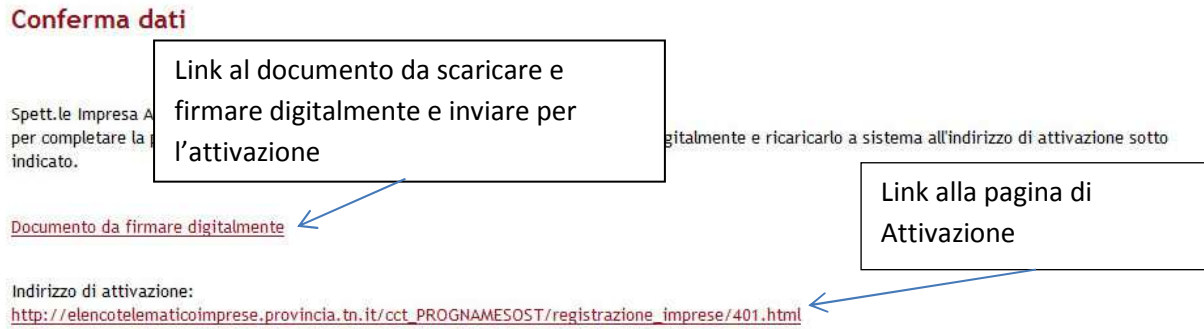 Conferma dati
Link al documento da scaricare e
firmare digitalmente e inviare per
l'attivazione
Spett.le Impresa A
per completare la gitalmente e ricaricarlo a sistema all'indirizzo di attivazione sotto
indicato.
Link alla pagina di
Attivazione
Documento da firmare digitalmente
Indirizzo di attivazione:
http://elencotelematicoimprese.provincia.tn.it/cct_PROGNAMESOST/registrazione_imprese/401.html